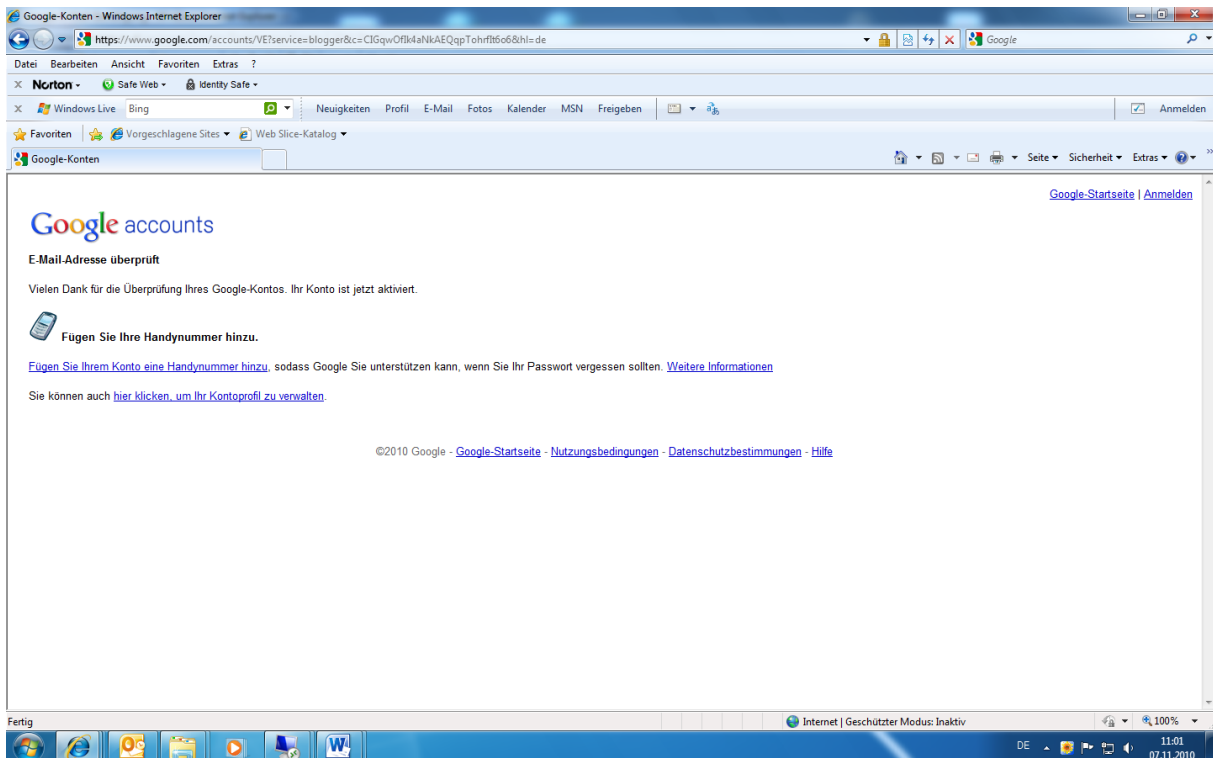 Google-Konten - Windows Internet Explorer
https://www.google.com/accounts/VE?service=blogger&c=CIGqwOflk4aNkAEQqpTohrflt6o6&hl=de
Google
Datei Bearbeiten Ansicht Favoriten Extras ?
x Norton - Safe Web Identity Safe
x Windows Live Bing Neuigkeiten Profil E-Mail Fotos Kalender MSN Freigeben Anmelden
Favoriten Vorgeschlagene Sites Web Slice-Katalog
Google-Konten Seite Sicherheit Extras
Google-Startseite | Anmelden
Google accounts
E-Mail-Adresse überprüft
Vielen Dank für die Überprüfung Ihres Google-Kontos. Ihr Konto ist jetzt aktiviert.
Fügen Sie Ihre Handynummer hinzu.
Fügen Sie Ihrem Konto eine Handynummer hinzu, sodass Google Sie unterstützen kann, wenn Sie Ihr Passwort vergessen sollten. Weitere Informationen
Sie können auch hier klicken, um Ihr Kontoprofil zu verwalten.
©2010 Google - Google-Startseite - Nutzungsbedingungen - Datenschutzbestimmungen - Hilfe
Fertig Internet | Geschützter Modus: Inaktiv 100%
DE 11:01
07.11.2010